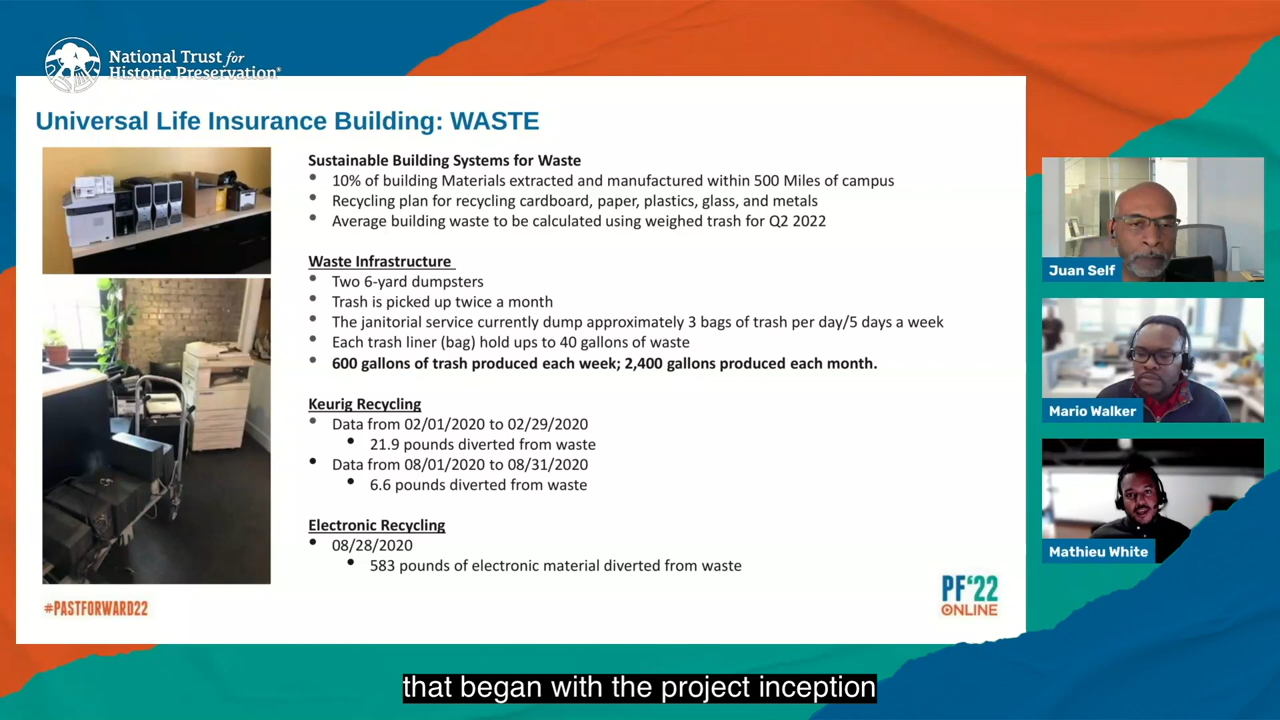 National Trust for
Historic Preservation®
Universal Life Insurance Building: WASTE
Sustainable Building Systems for Waste
• 10% of building Materials extracted and manufactured within 500 Miles of campus
• Recycling plan for recycling cardboard, paper, plastics, glass, and metals
• Average building waste to be calculated using weighed trash for Q2 2022
Waste Infrastructure
• Two 6-yard dumpsters
• Trash is picked up twice a month
• The janitorial service currently dump approximately 3 bags of trash per day/5 days a week
• Each trash liner (bag) hold ups to 40 gallons of waste
• 600 gallons of trash produced each week; 2,400 gallons produced each month.
Keurig Recycling
• Data from 02/01/2020 to 02/29/2020
• 21.9 pounds diverted from waste
• Data from 08/01/2020 to 08/31/2020
• 6.6 pounds diverted from waste
Electronic Recycling
• 08/28/2020
• 583 pounds of electronic material diverted from waste
#PASTFORWARD22
PF'22
ONLINE
Juan Self
Mario Walker
Mathieu White
that began with the project inception